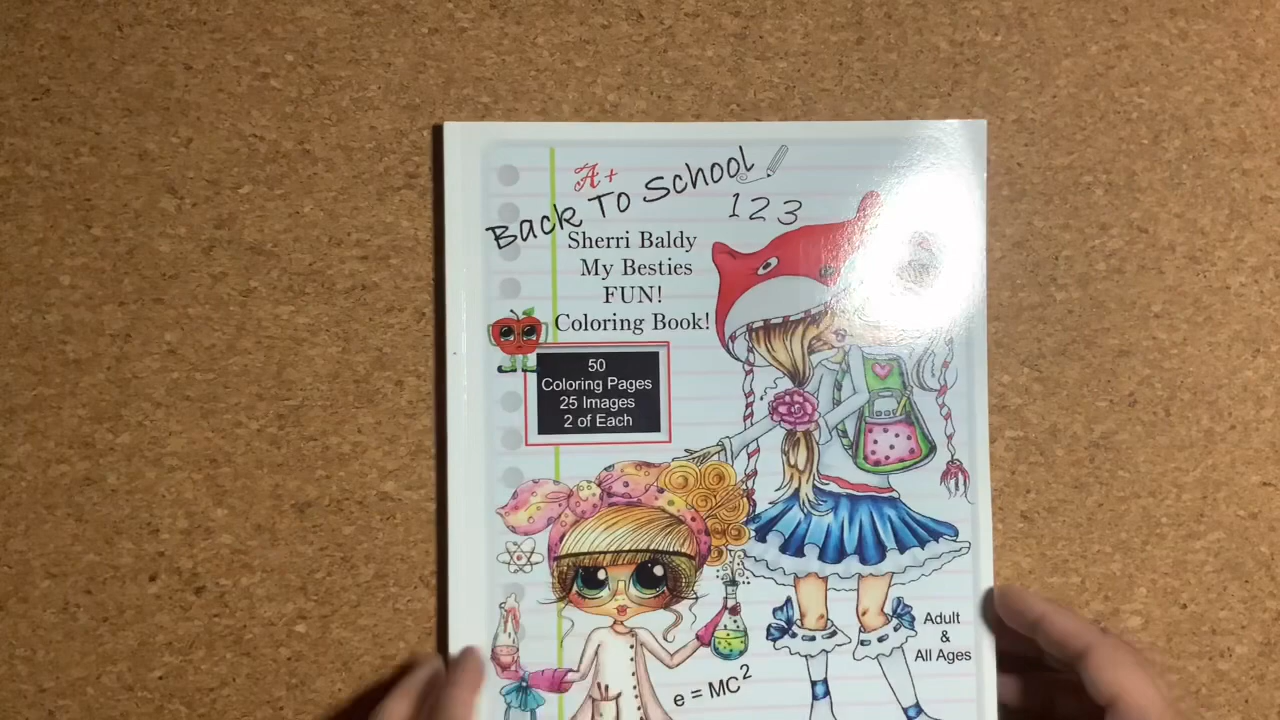 A+
Back To School
1 2 3
Sherri Baldy
My Besties
FUN!
Coloring Book!
50
Coloring Pages
25 Images
2 of Each
Adult
&
All Ages
e = MC²